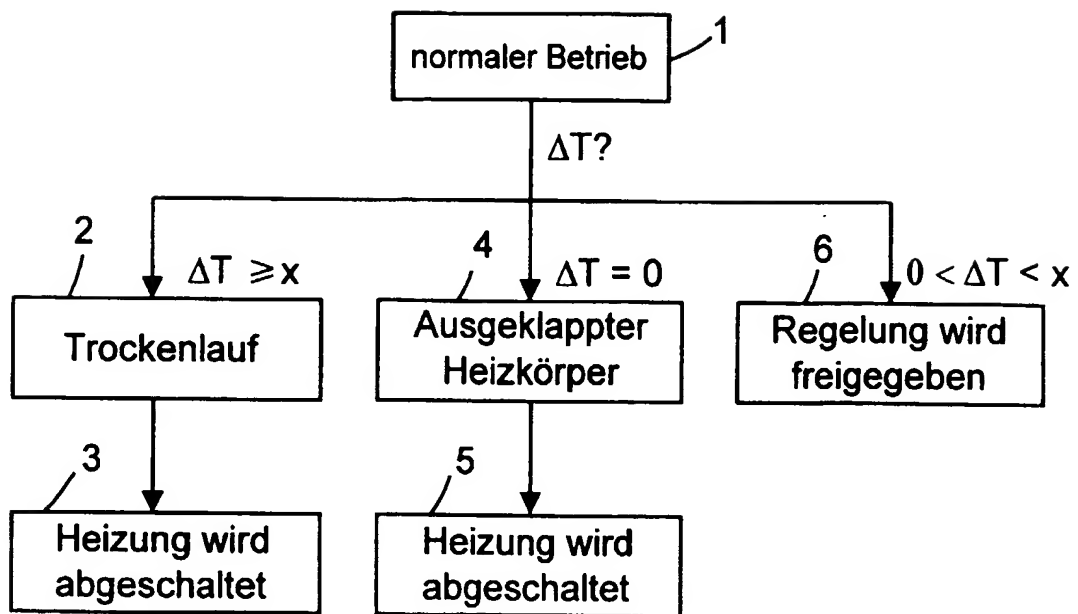 1
normaler Betrieb
ΔT?
2
ΔT ≥ x
4
ΔT = 0
6
0 < ΔT < x
Trockenlauf
Ausgeklappter
Heizkörper
Regelung wird
freigegeben
3
5
Heizung wird
abgeschaltet
Heizung wird
abgeschaltet